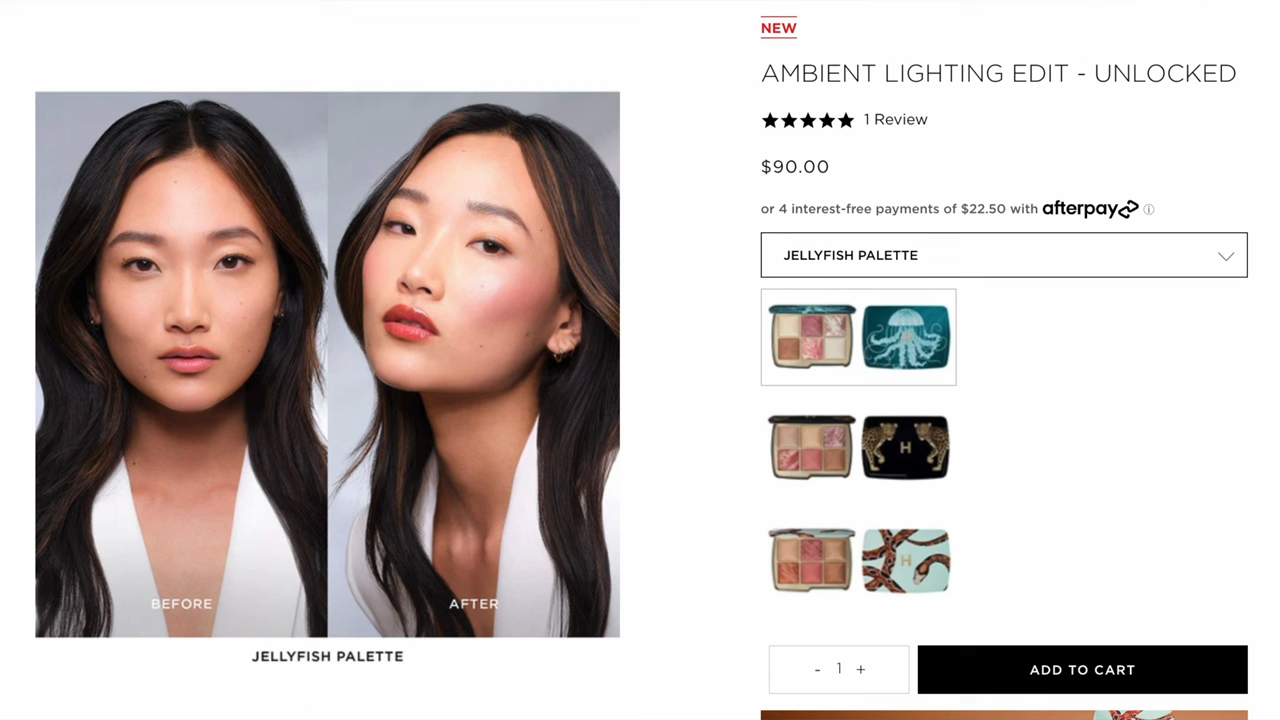 NEW
AMBIENT LIGHTING EDIT - UNLOCKED
1 Review
$90.00
or 4 interest-free payments of $22.50 with afterpay
JELLYFISH PALETTE
H
H
BEFORE
AFTER
JELLYFISH PALETTE
- 1 +
ADD TO CART